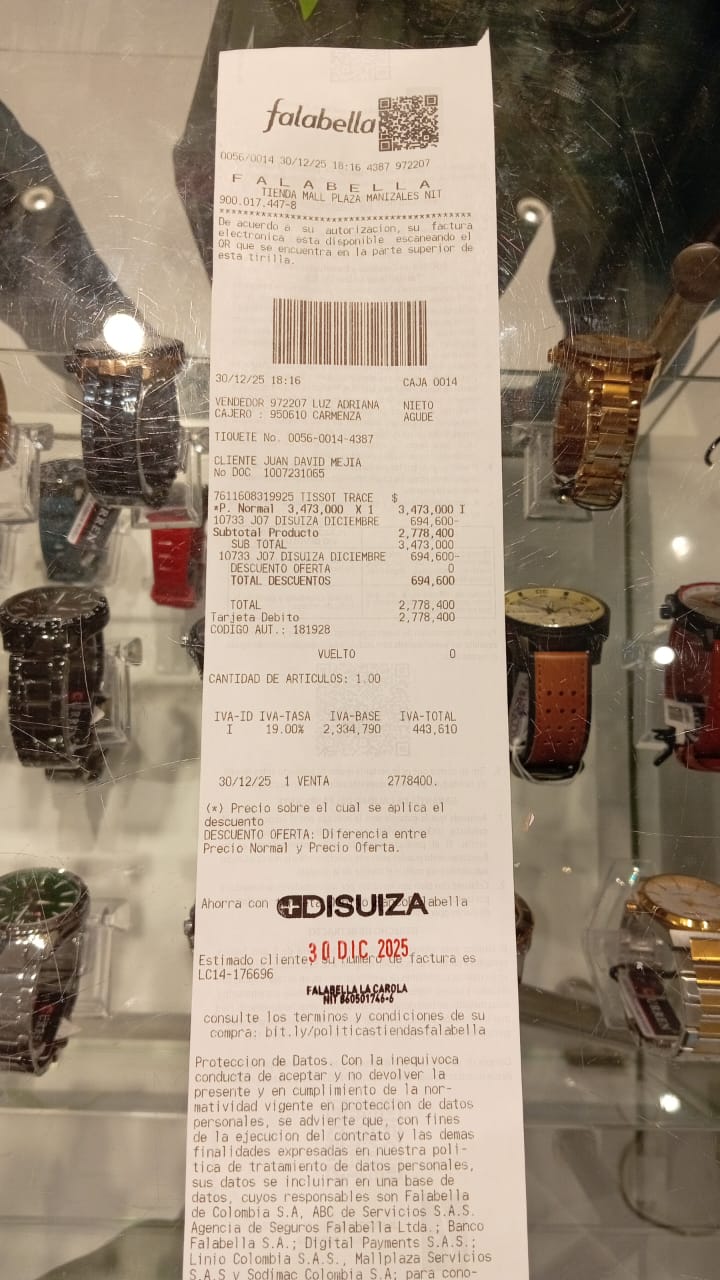 falabella
0056/0014 30/12/25 18:16 4387 972207
F A L A B E L L A
TIENDA MALL PLAZA MANIZALES NIT
900.017.447-8
****************************************
De acuerdo a su autorizacion, su factura
electronica esta disponible escaneando el
QR que se encuentra en la parte superior de
esta tirilla.
30/12/25 18:16 CAJA 0014
VENDEDOR 972207 LUZ ADRIANA NIETO
CAJERO : 950610 CARMENZA AGUDE
TIQUETE No. 0056-0014-4387
CLIENTE JUAN DAVID MEJIA
No DOC 1007231065
7611608319925 TISSOT TRACE $
*P. Normal 3,473,000 X 1 3,473,000 I
10733 J07 DISUIZA DICIEMBRE 694,600-
Subtotal Producto 2,778,400
SUB TOTAL 3,473,000
10733 J07 DISUIZA DICIEMBRE 694,600-
DESCUENTO OFERTA 0
TOTAL DESCUENTOS 694,600
TOTAL 2,778,400
Tarjeta Debito 2,778,400
CODIGO AUT.: 181928
VUELTO 0
CANTIDAD DE ARTICULOS: 1.00
IVA-ID IVA-TASA IVA-BASE IVA-TOTAL
I 19.00% 2,334,790 443,610
30/12/25 1 VENTA 2778400.
(*) Precio sobre el cual se aplica el
descuento
DESCUENTO OFERTA: Diferencia entre
Precio Normal y Precio Oferta.
Ahorra con
DISUIZA
30 DIC 2025
Estimado cliente, su numero de factura es
LC14-176696
FALABELLA LA CAROLA
NIT 860501746-6
consulte los terminos y condiciones de su
compra: bit.ly/politicastiendasfalabella
Proteccion de Datos. Con la inequivoca
conducta de aceptar y no devolver la
presente y en cumplimiento de la nor-
matividad vigente en proteccion de datos
personales, se advierte que, con fines
de la ejecucion del contrato y las demas
finalidades expresadas en nuestra poli-
tica de tratamiento de datos personales,
sus datos se incluiran en una base de
datos, cuyos responsables son Falabella
de Colombia S.A, ABC de Servicios S.A.S.
Agencia de Seguros Falabella Ltda.; Banco
Falabella S.A.; Digital Payments S.A.S.;
Linio Colombia S.A.S., Mallplaza Servicios
S.A.S y Sodimac Colombia S.A; para cono-